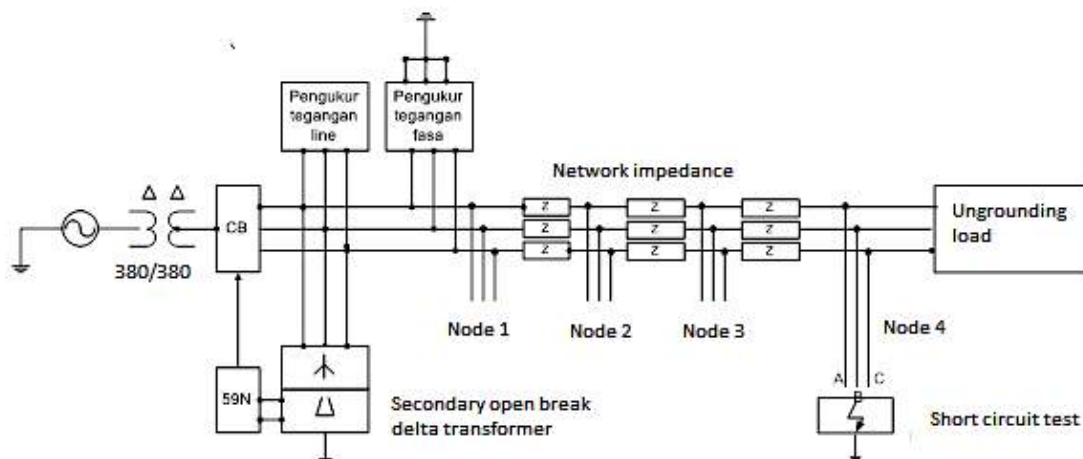 Pengukur
tegangan
line
Pengukur
tegangan
fasa
Network impedance
Δ Δ
380/380
CB
Z
Z
Z
Z
Z
Z
Z
Z
Z
Ungrounding
load
Node 1
Node 2
Node 3
Node 4
59N
Secondary open break
delta transformer
A
B
C
Short circuit test